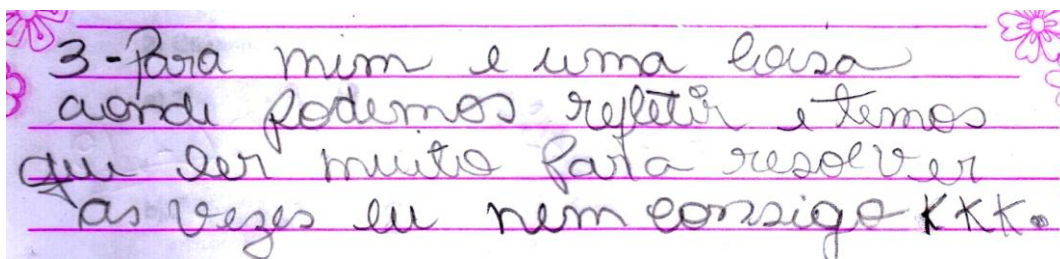 3-Para mim e uma coisa
aonde podemos refletir e temos
que ler muito para resolver
as vezes eu nem consigo KKK.